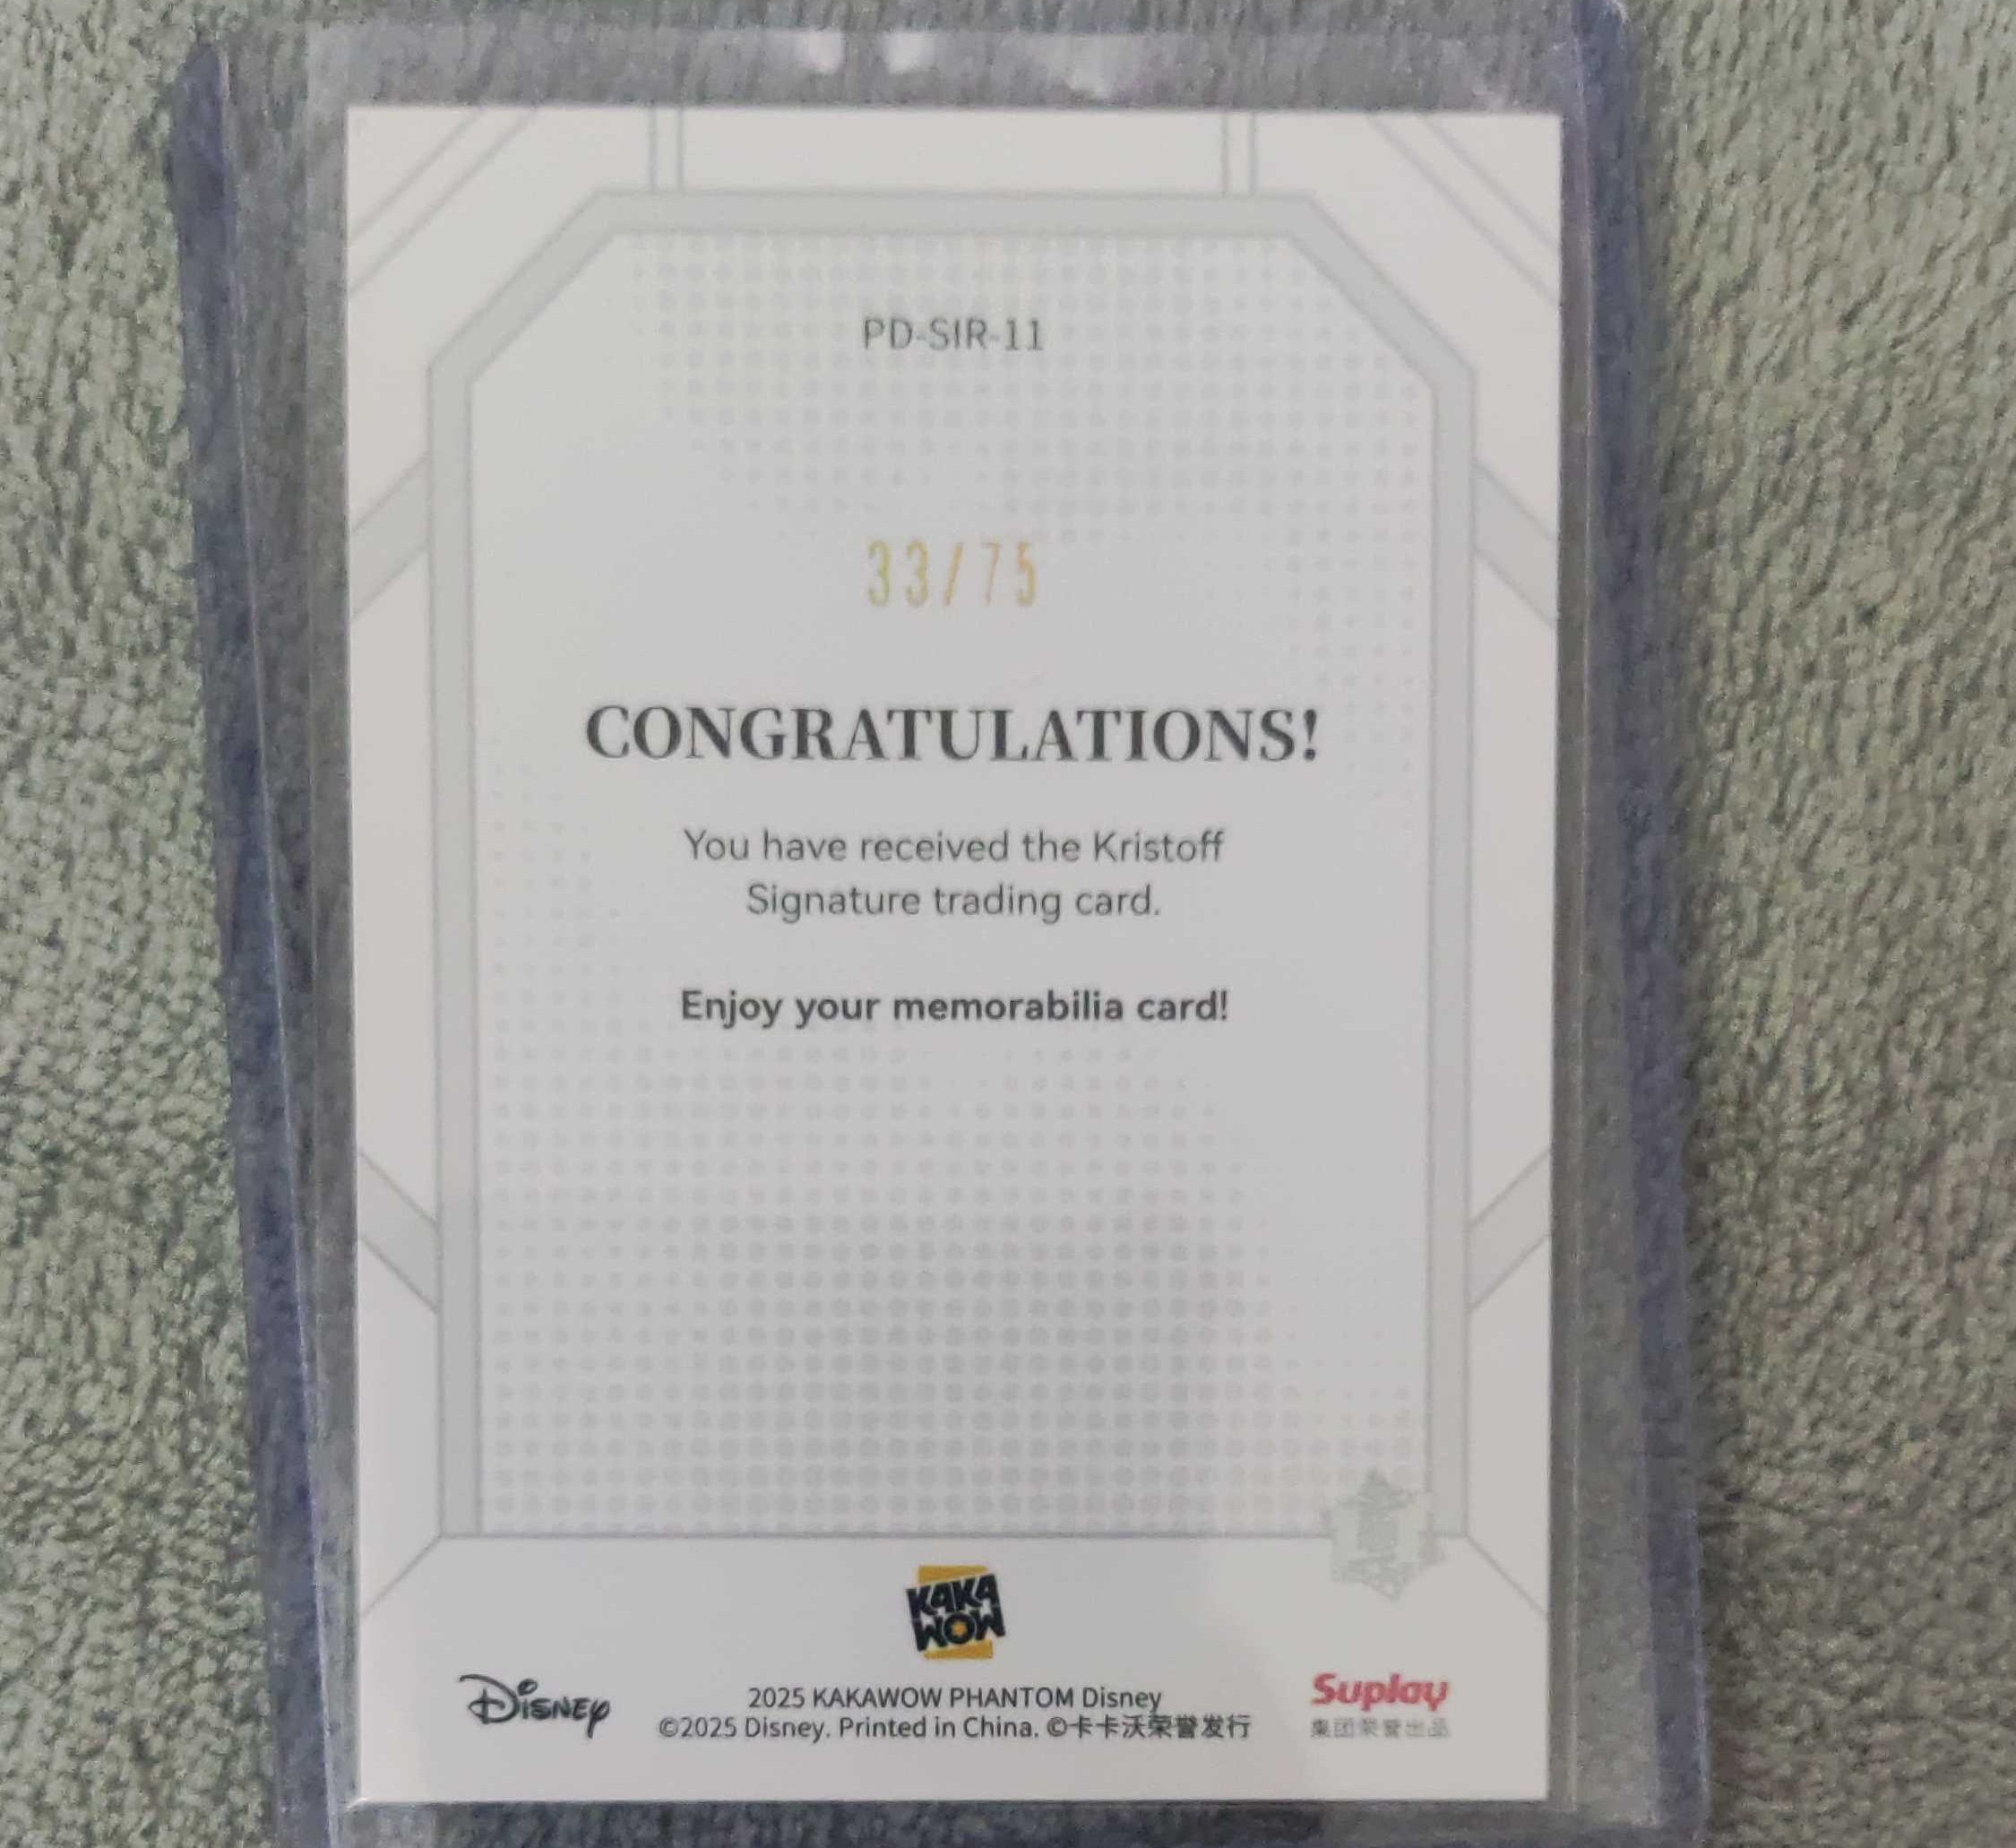 PD-SIR-11
33/75
CONGRATULATIONS!
You have received the Kristoff
Signature trading card.
Enjoy your memorabilia card!
KAKA
WOW
Disney
2025 KAKAWOW PHANTOM Disney
©2025 Disney. Printed in China. ©卡卡沃荣誉发行
Suplay
集团荣誉出品